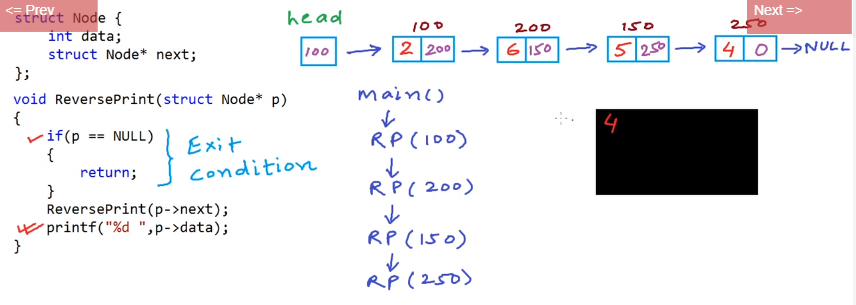 <= Prev
Next =>
struct Node {
int data;
struct Node* next;
};
head
100
100
2 200
200
6 150
150
5 250
250
4 0
NULL
void ReversePrint(struct Node* p)
{
if(p == NULL)
{
return;
}
ReversePrint(p->next);
printf("%d ",p->data);
}
Exit
condition
main()
RP(100)
RP(200)
RP(150)
RP(250)
4